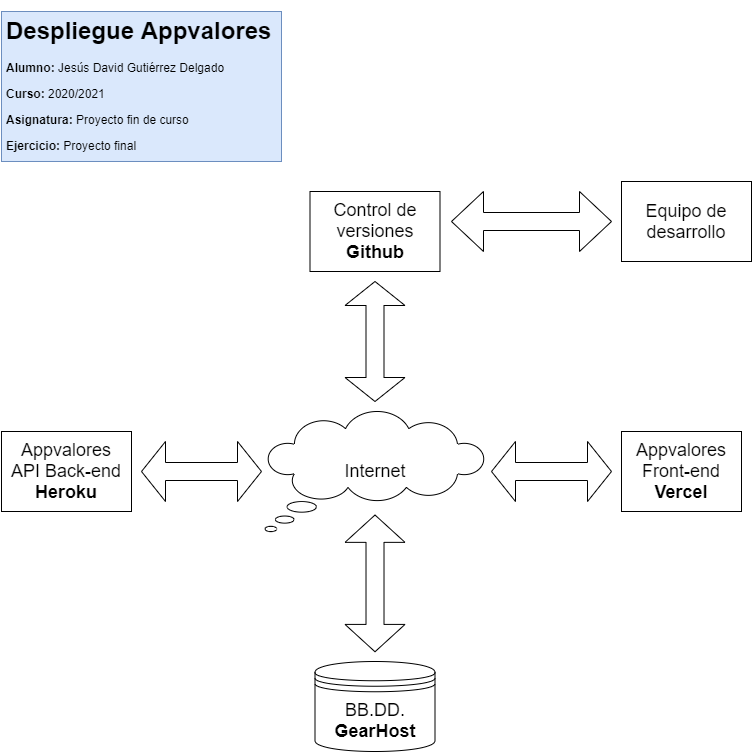 Despliegue Appvalores
Alumno: Jesús David Gutiérrez Delgado
Curso: 2020/2021
Asignatura: Proyecto fin de curso
Ejercicio: Proyecto final
Control de
versiones
Github
Equipo de
desarrollo
Appvalores
API Back-end
Heroku
Internet
Appvalores
Front-end
Vercel
BB.DD.
GearHost